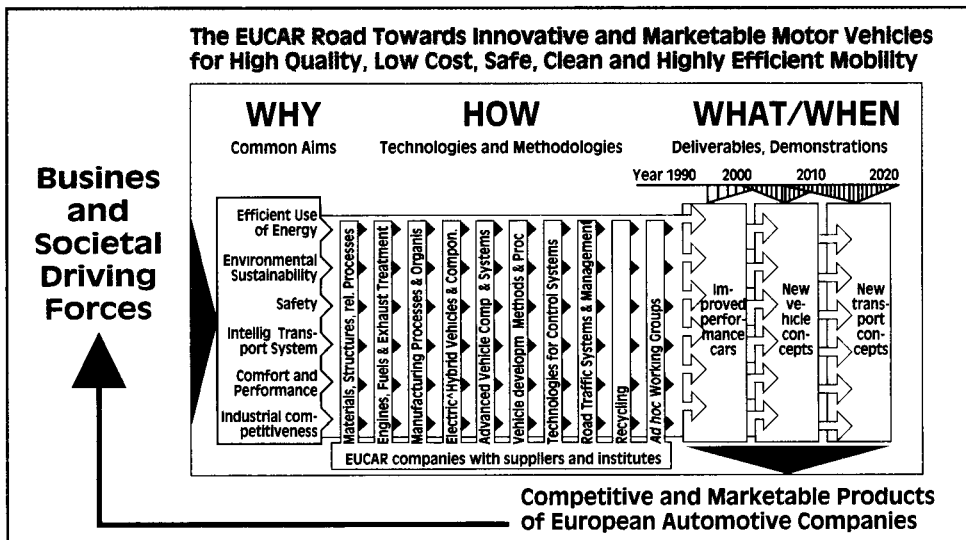 The EUCAR Road Towards Innovative and Marketable Motor Vehicles
for High Quality, Low Cost, Safe, Clean and Highly Efficient Mobility
WHY
Common Aims
HOW
Technologies and Methodologies
WHAT/WHEN
Deliverables, Demonstrations
Year 1990 2000 2010 2020
Busines
and
Societal
Driving
Forces
Efficient Use
of Energy
Environmental
Sustainability
Safety
Intellig Trans-
port System
Comfort and
Performance
Industrial com-
petitiveness
Materials, Structures, rel. Processes
Engines, Fuels & Exhaust Treatment
Manufacturing Processes & Organis
Electric^Hybrid Vehicles & Compon.
Advanced Vehicle Comp & Systems
Vehicle developm Methods & Proc
Technologies for Control Systems
Road Traffic Systems & Management
Recycling
Ad hoc Working Groups
Im-
proved
perfor-
mance
cars
New
ve-
hicle
con-
cepts
New
trans-
port
con-
cepts
EUCAR companies with suppliers and institutes
Competitive and Marketable Products
of European Automotive Companies